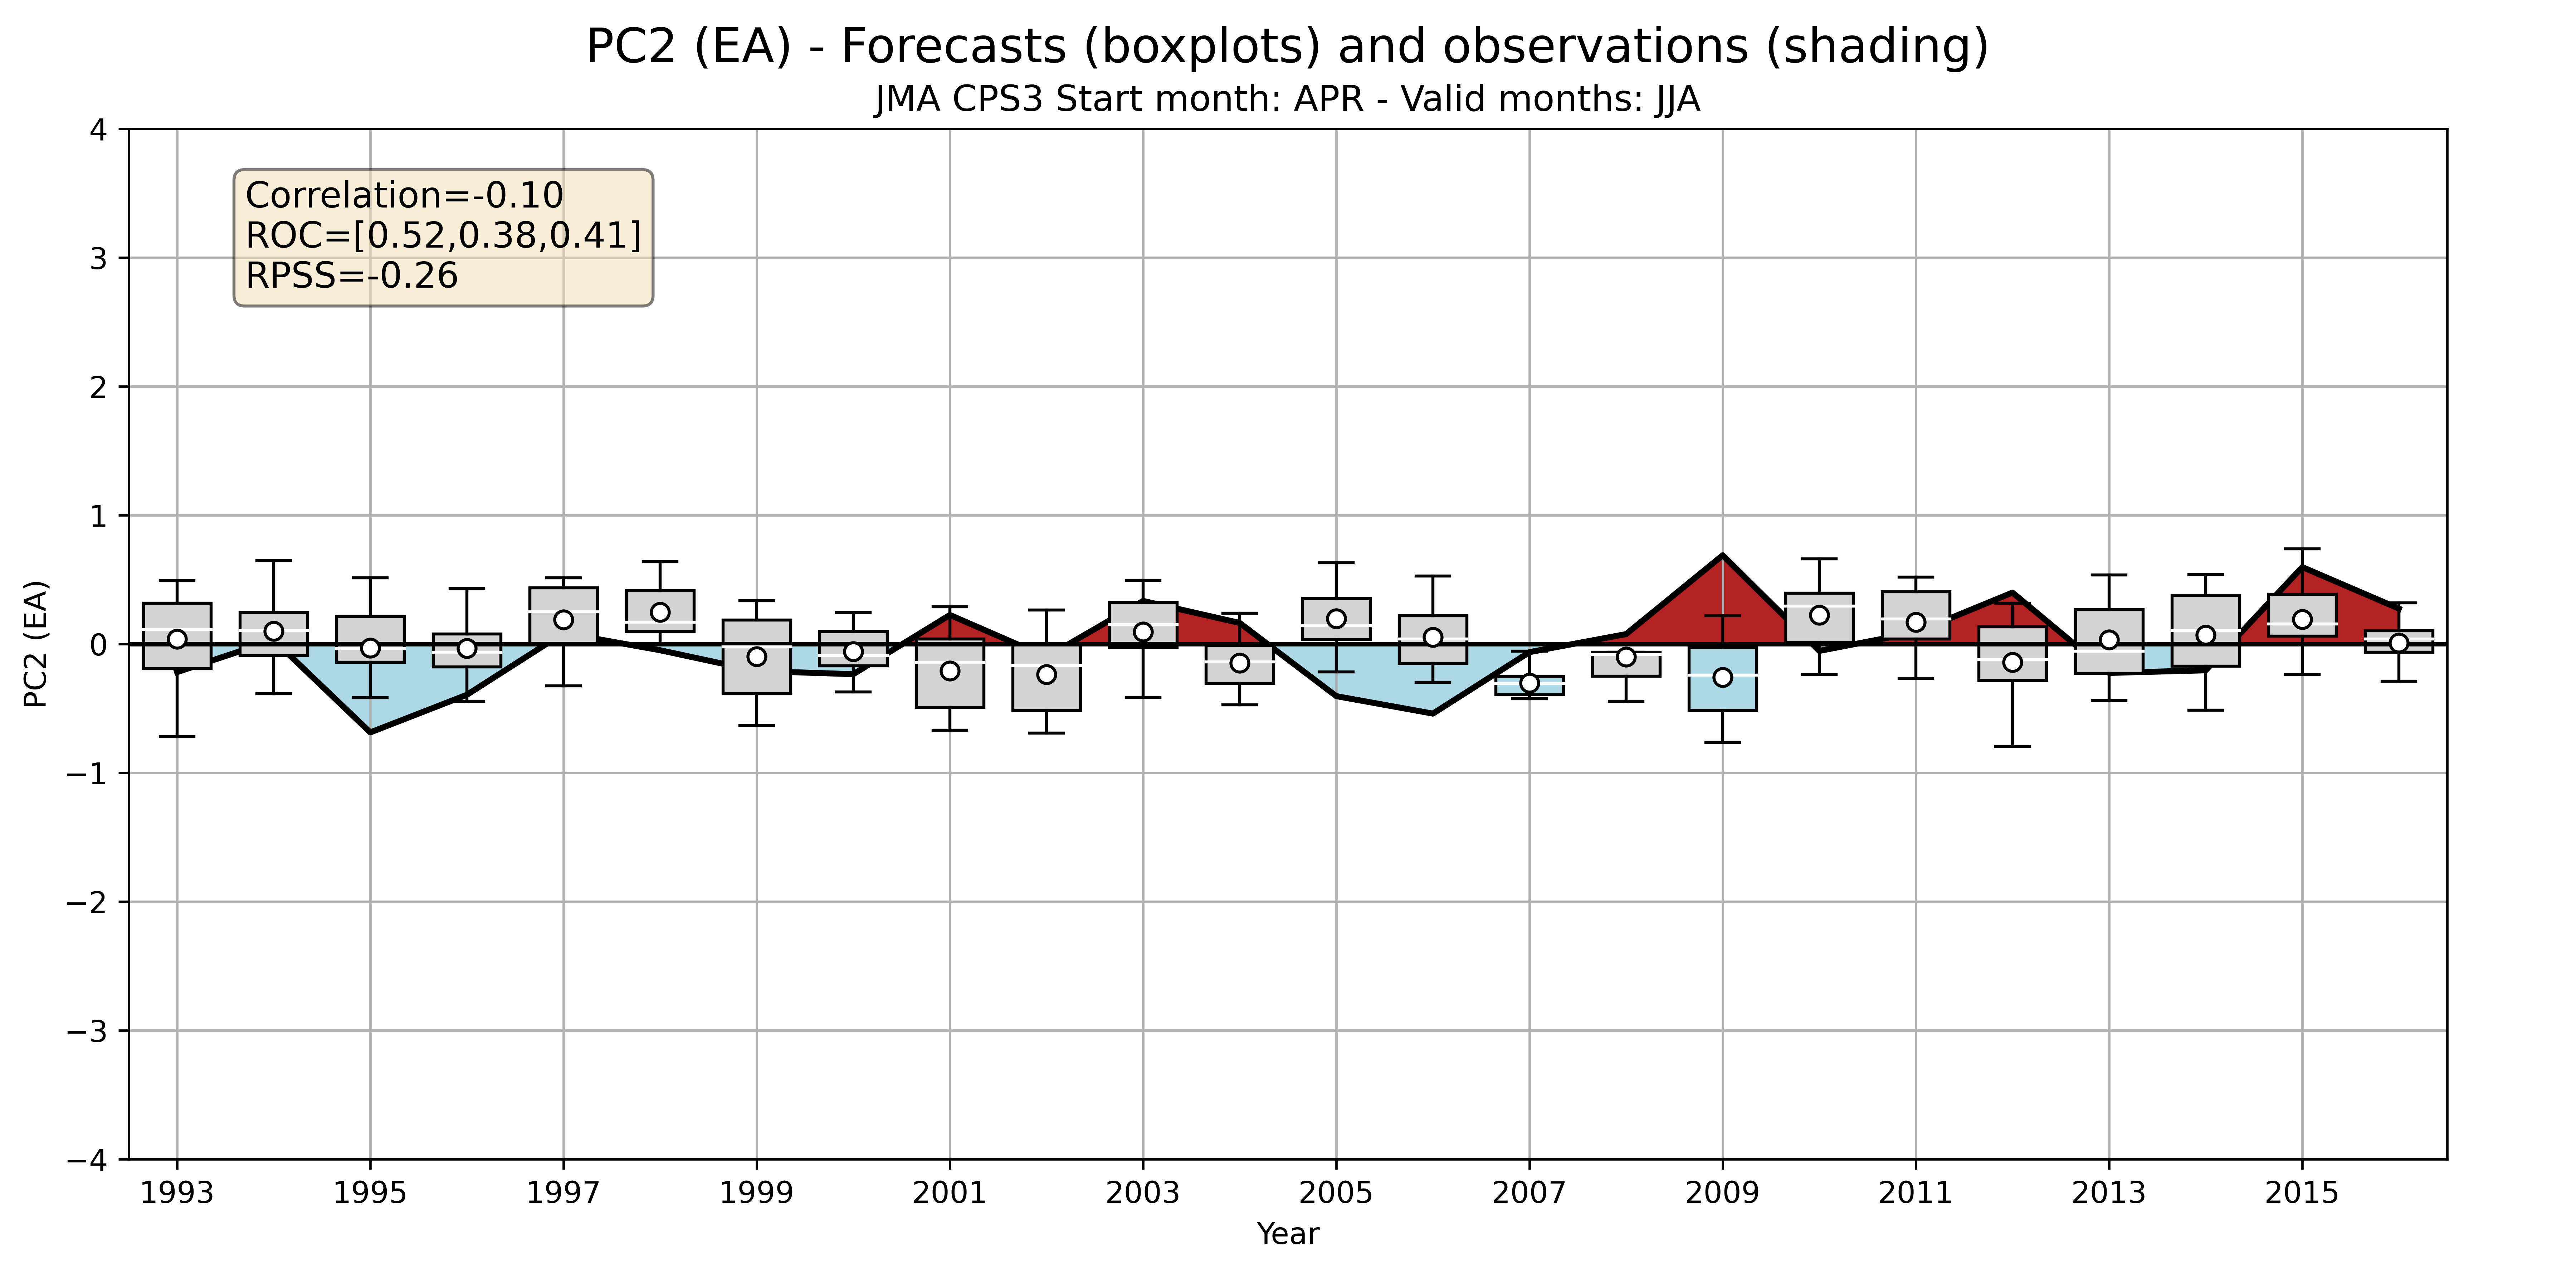 PC2 (EA) - Forecasts (boxplots) and observations (shading)
JMA CPS3 Start month: APR - Valid months: JJA
Correlation=-0.10
ROC=[0.52,0.38,0.41]
RPSS=-0.26
PC2 (EA)
4
3
2
1
0
−1
−2
−3
−4
1993 1995 1997 1999 2001 2003 2005 2007 2009 2011 2013 2015
Year